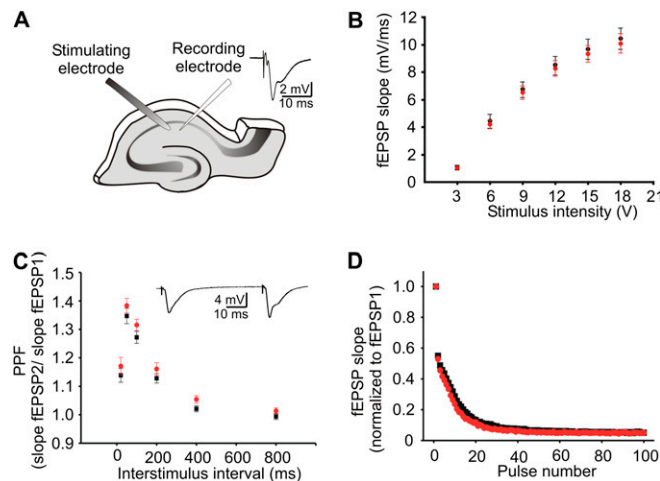 A
Stimulating
electrode
Recording
electrode
2 mV
10 ms
B
fEPSP slope (mV/ms)
12
10
8
6
4
2
0
3 6 9 12 15 18 21
Stimulus intensity (V)
C
PPF
(slope fEPSP2/ slope fEPSP1)
1.5
1.4
1.3
1.2
1.1
1.0
0.9
4 mV
10 ms
0 200 400 600 800
Interstimulus interval (ms)
D
fEPSP slope
(normalized to fEPSP1)
1.0
0.8
0.6
0.4
0.2
0
0 20 40 60 80 100
Pulse number